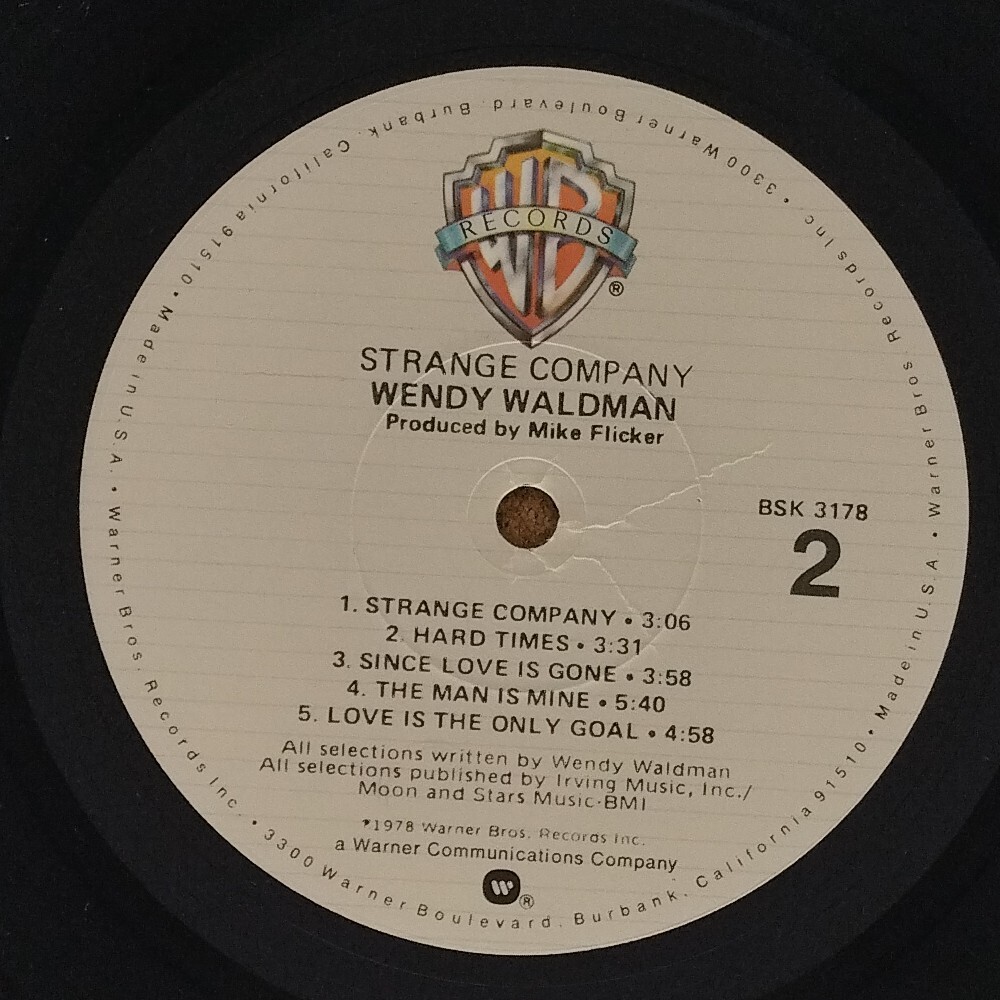 WB
RECORDS
®
STRANGE COMPANY
WENDY WALDMAN
Produced by Mike Flicker
BSK 3178
2
1. STRANGE COMPANY • 3:06
2. HARD TIMES • 3:31
3. SINCE LOVE IS GONE • 3:58
4. THE MAN IS MINE • 5:40
5. LOVE IS THE ONLY GOAL • 4:58
All selections written by Wendy Waldman
All selections published by Irving Music, Inc./
Moon and Stars Music·BMI
1978 Warner Bros. Records Inc.
a Warner Communications Company
W ®
Warner Bros. Records Inc. • 3300 Warner Boulevard. Burbank. California 91510 • Made in U.S.A. • Warner Bros. Records Inc. • 3300 Warner Boulevard. Burbank. California 91510 • Made in U.S.A. •